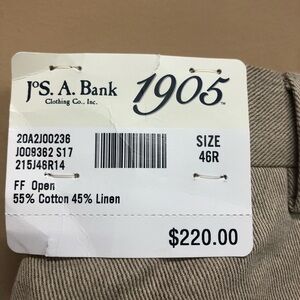 JoS. A. Bank
Clothing Co., Inc.
1905
20A2J00236
J009362 S17
215J46R14
SIZE
46R
FF Open
55% Cotton 45% Linen
$220.00